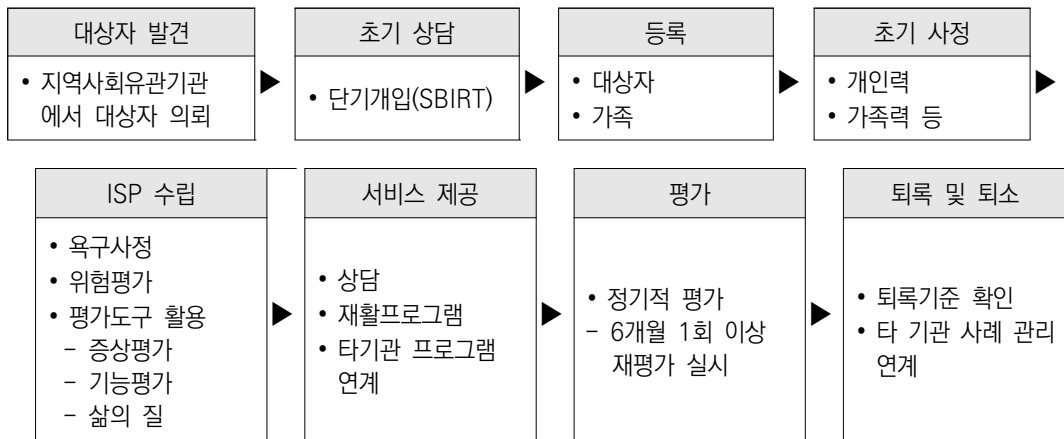 대상자 발견
• 지역사회유관기관
에서 대상자 의뢰
▶
초기 상담
• 단기개입(SBIRT)
▶
등록
• 대상자
• 가족
▶
초기 사정
• 개인력
• 가족력 등
▶
ISP 수립
• 욕구사정
• 위험평가
• 평가도구 활용
- 증상평가
- 기능평가
- 삶의 질
▶
서비스 제공
• 상담
• 재활프로그램
• 타기관 프로그램
연계
▶
평가
• 정기적 평가
- 6개월 1회 이상
재평가 실시
▶
퇴록 및 퇴소
• 퇴록기준 확인
• 타 기관 사례 관리
연계